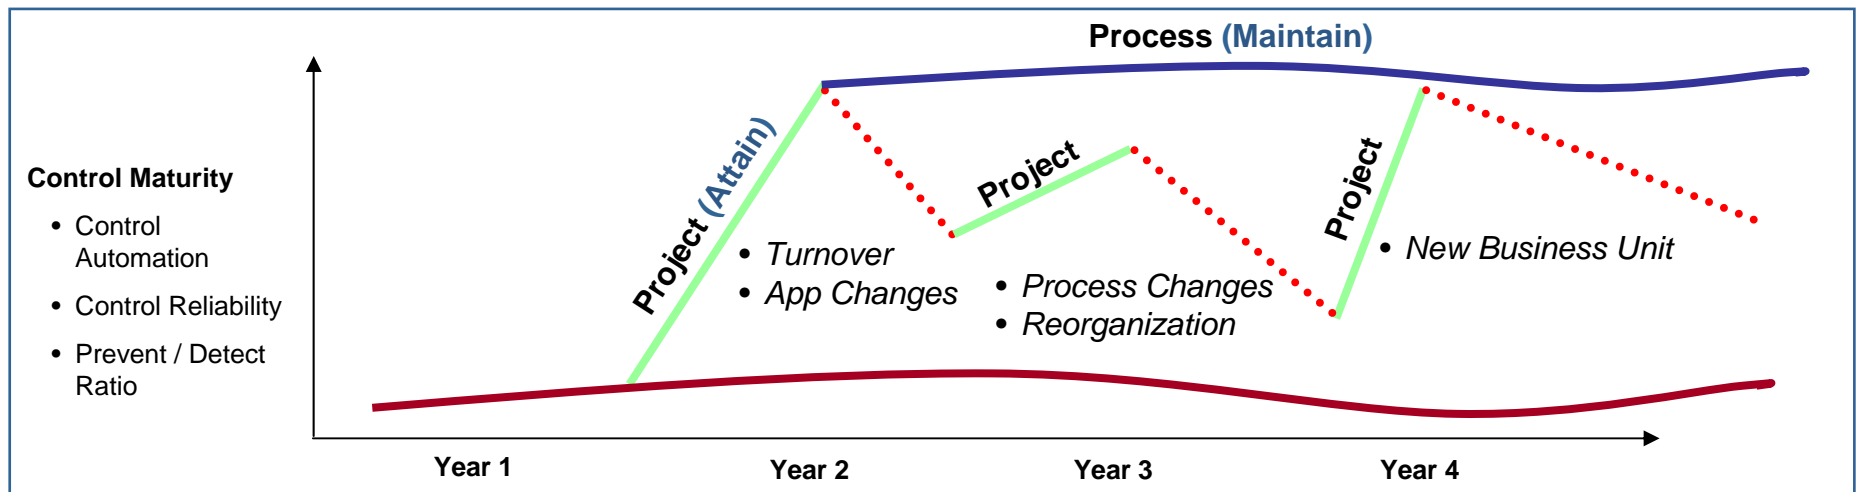 Process (Maintain)
Control Maturity
• Control
Automation
• Control Reliability
• Prevent / Detect
Ratio
Project (Attain)
• Turnover
• App Changes
Project
• Process Changes
• Reorganization
Project
• New Business Unit
Year 1
Year 2
Year 3
Year 4